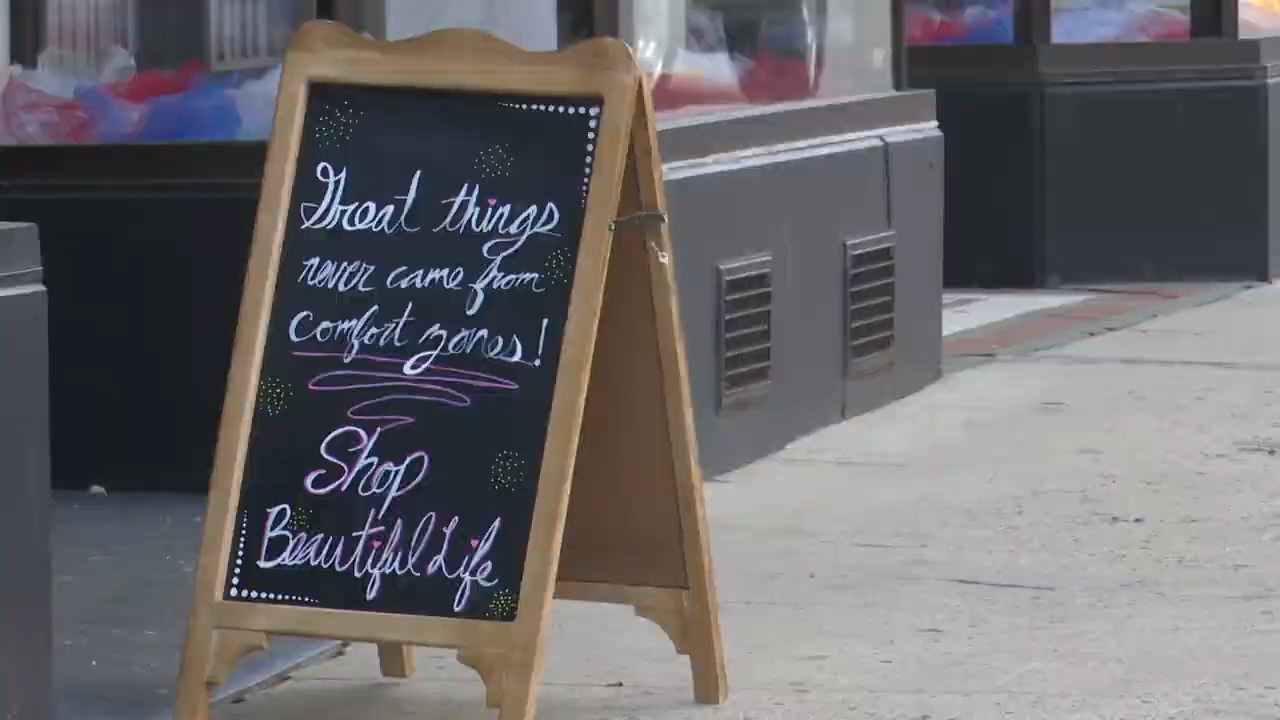 Great things
never came from
comfort zones!
Shop
Beautiful Life